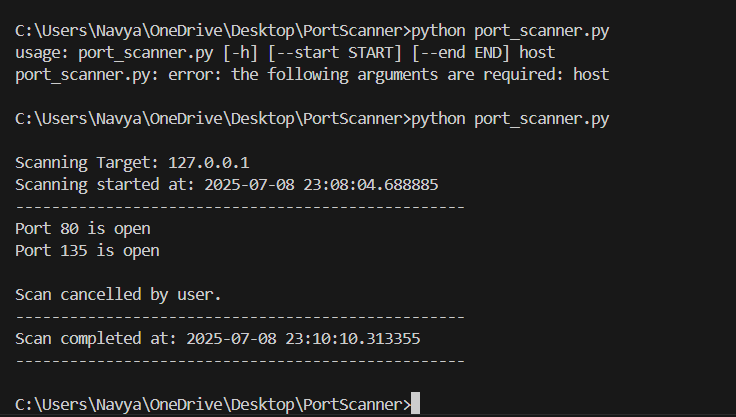 C:\Users\Navya\OneDrive\Desktop\PortScanner>python port_scanner.py
usage: port_scanner.py [-h] [--start START] [--end END] host
port_scanner.py: error: the following arguments are required: host
C:\Users\Navya\OneDrive\Desktop\PortScanner>python port_scanner.py
Scanning Target: 127.0.0.1
Scanning started at: 2025-07-08 23:08:04.688885
--------------------------------------------------
Port 80 is open
Port 135 is open
Scan cancelled by user.
--------------------------------------------------
Scan completed at: 2025-07-08 23:10:10.313355
--------------------------------------------------
C:\Users\Navya\OneDrive\Desktop\PortScanner>